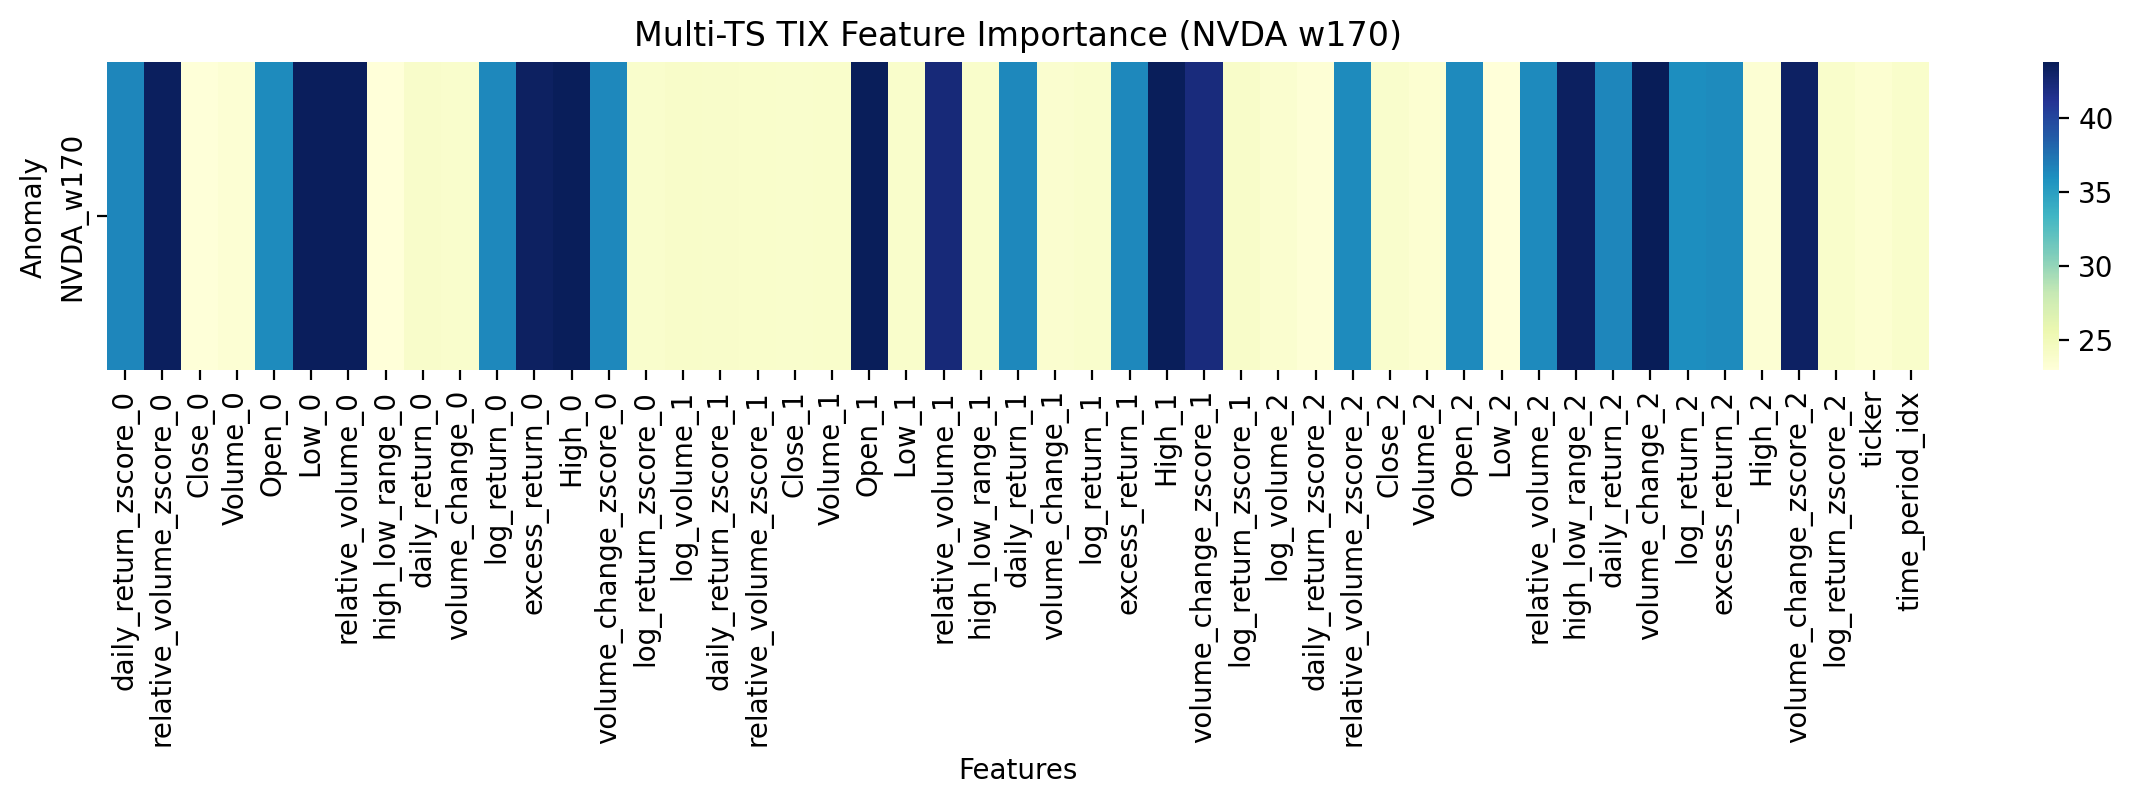 Multi-TS TIX Feature Importance (NVDA w170)
Anomaly
NVDA_w170
daily_return_zscore_0
relative_volume_zscore_0
Close_0
Volume_0
Open_0
Low_0
relative_volume_0
high_low_range_0
daily_return_0
volume_change_0
log_return_0
excess_return_0
High_0
volume_change_zscore_0
log_return_zscore_0
log_volume_1
daily_return_zscore_1
relative_volume_zscore_1
Close_1
Volume_1
Open_1
Low_1
relative_volume_1
high_low_range_1
daily_return_1
volume_change_1
log_return_1
excess_return_1
High_1
volume_change_zscore_1
log_return_zscore_1
log_volume_2
daily_return_zscore_2
relative_volume_zscore_2
Close_2
Volume_2
Open_2
Low_2
relative_volume_2
high_low_range_2
daily_return_2
volume_change_2
log_return_2
excess_return_2
High_2
volume_change_zscore_2
log_return_zscore_2
ticker
time_period_idx
Features
40
35
30
25